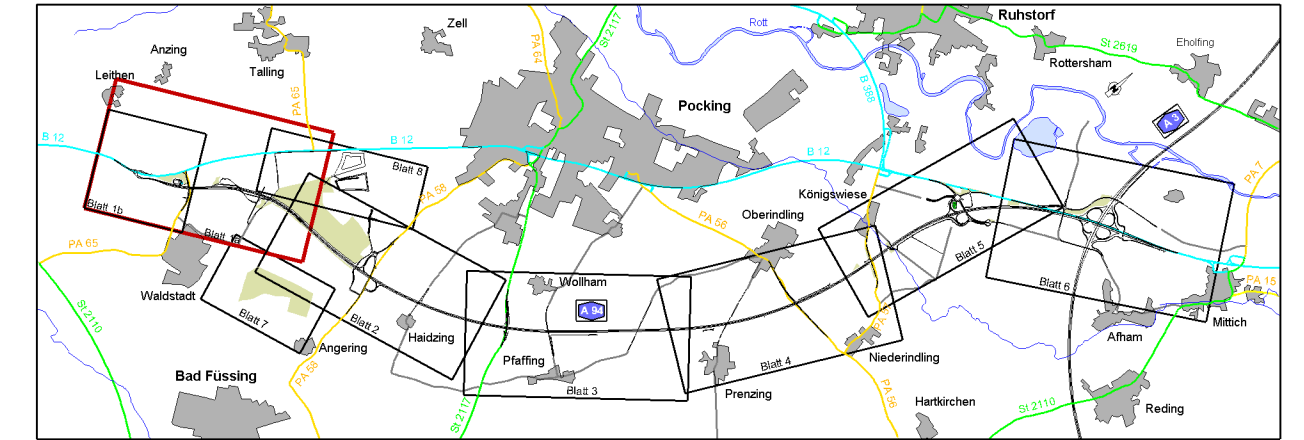 Ruhstorf
Zell
Rott
St 2117
PA 64
St 2619
Eholfing
Anzing
Rottersham
Talling
Leithen
PA 65
B 388
Pocking
A 3
B 12
B 12
B 12
PA 7
Blatt 8
PA 58
Königswiese
Blatt 1b
Oberindling
PA 56
Blatt 5
PA 65
Waldstadt
Wollham
Blatt 6
PA 15
St 2110
A 94
Mittich
Blatt 7
Blatt 2
Haidzing
Afham
Angering
Pfaffing
Blatt 4
Niederindling
PA 58
Bad Füssing
Blatt 3
Prenzing
PA 56
Hartkirchen
St 2110
Reding
St 2117